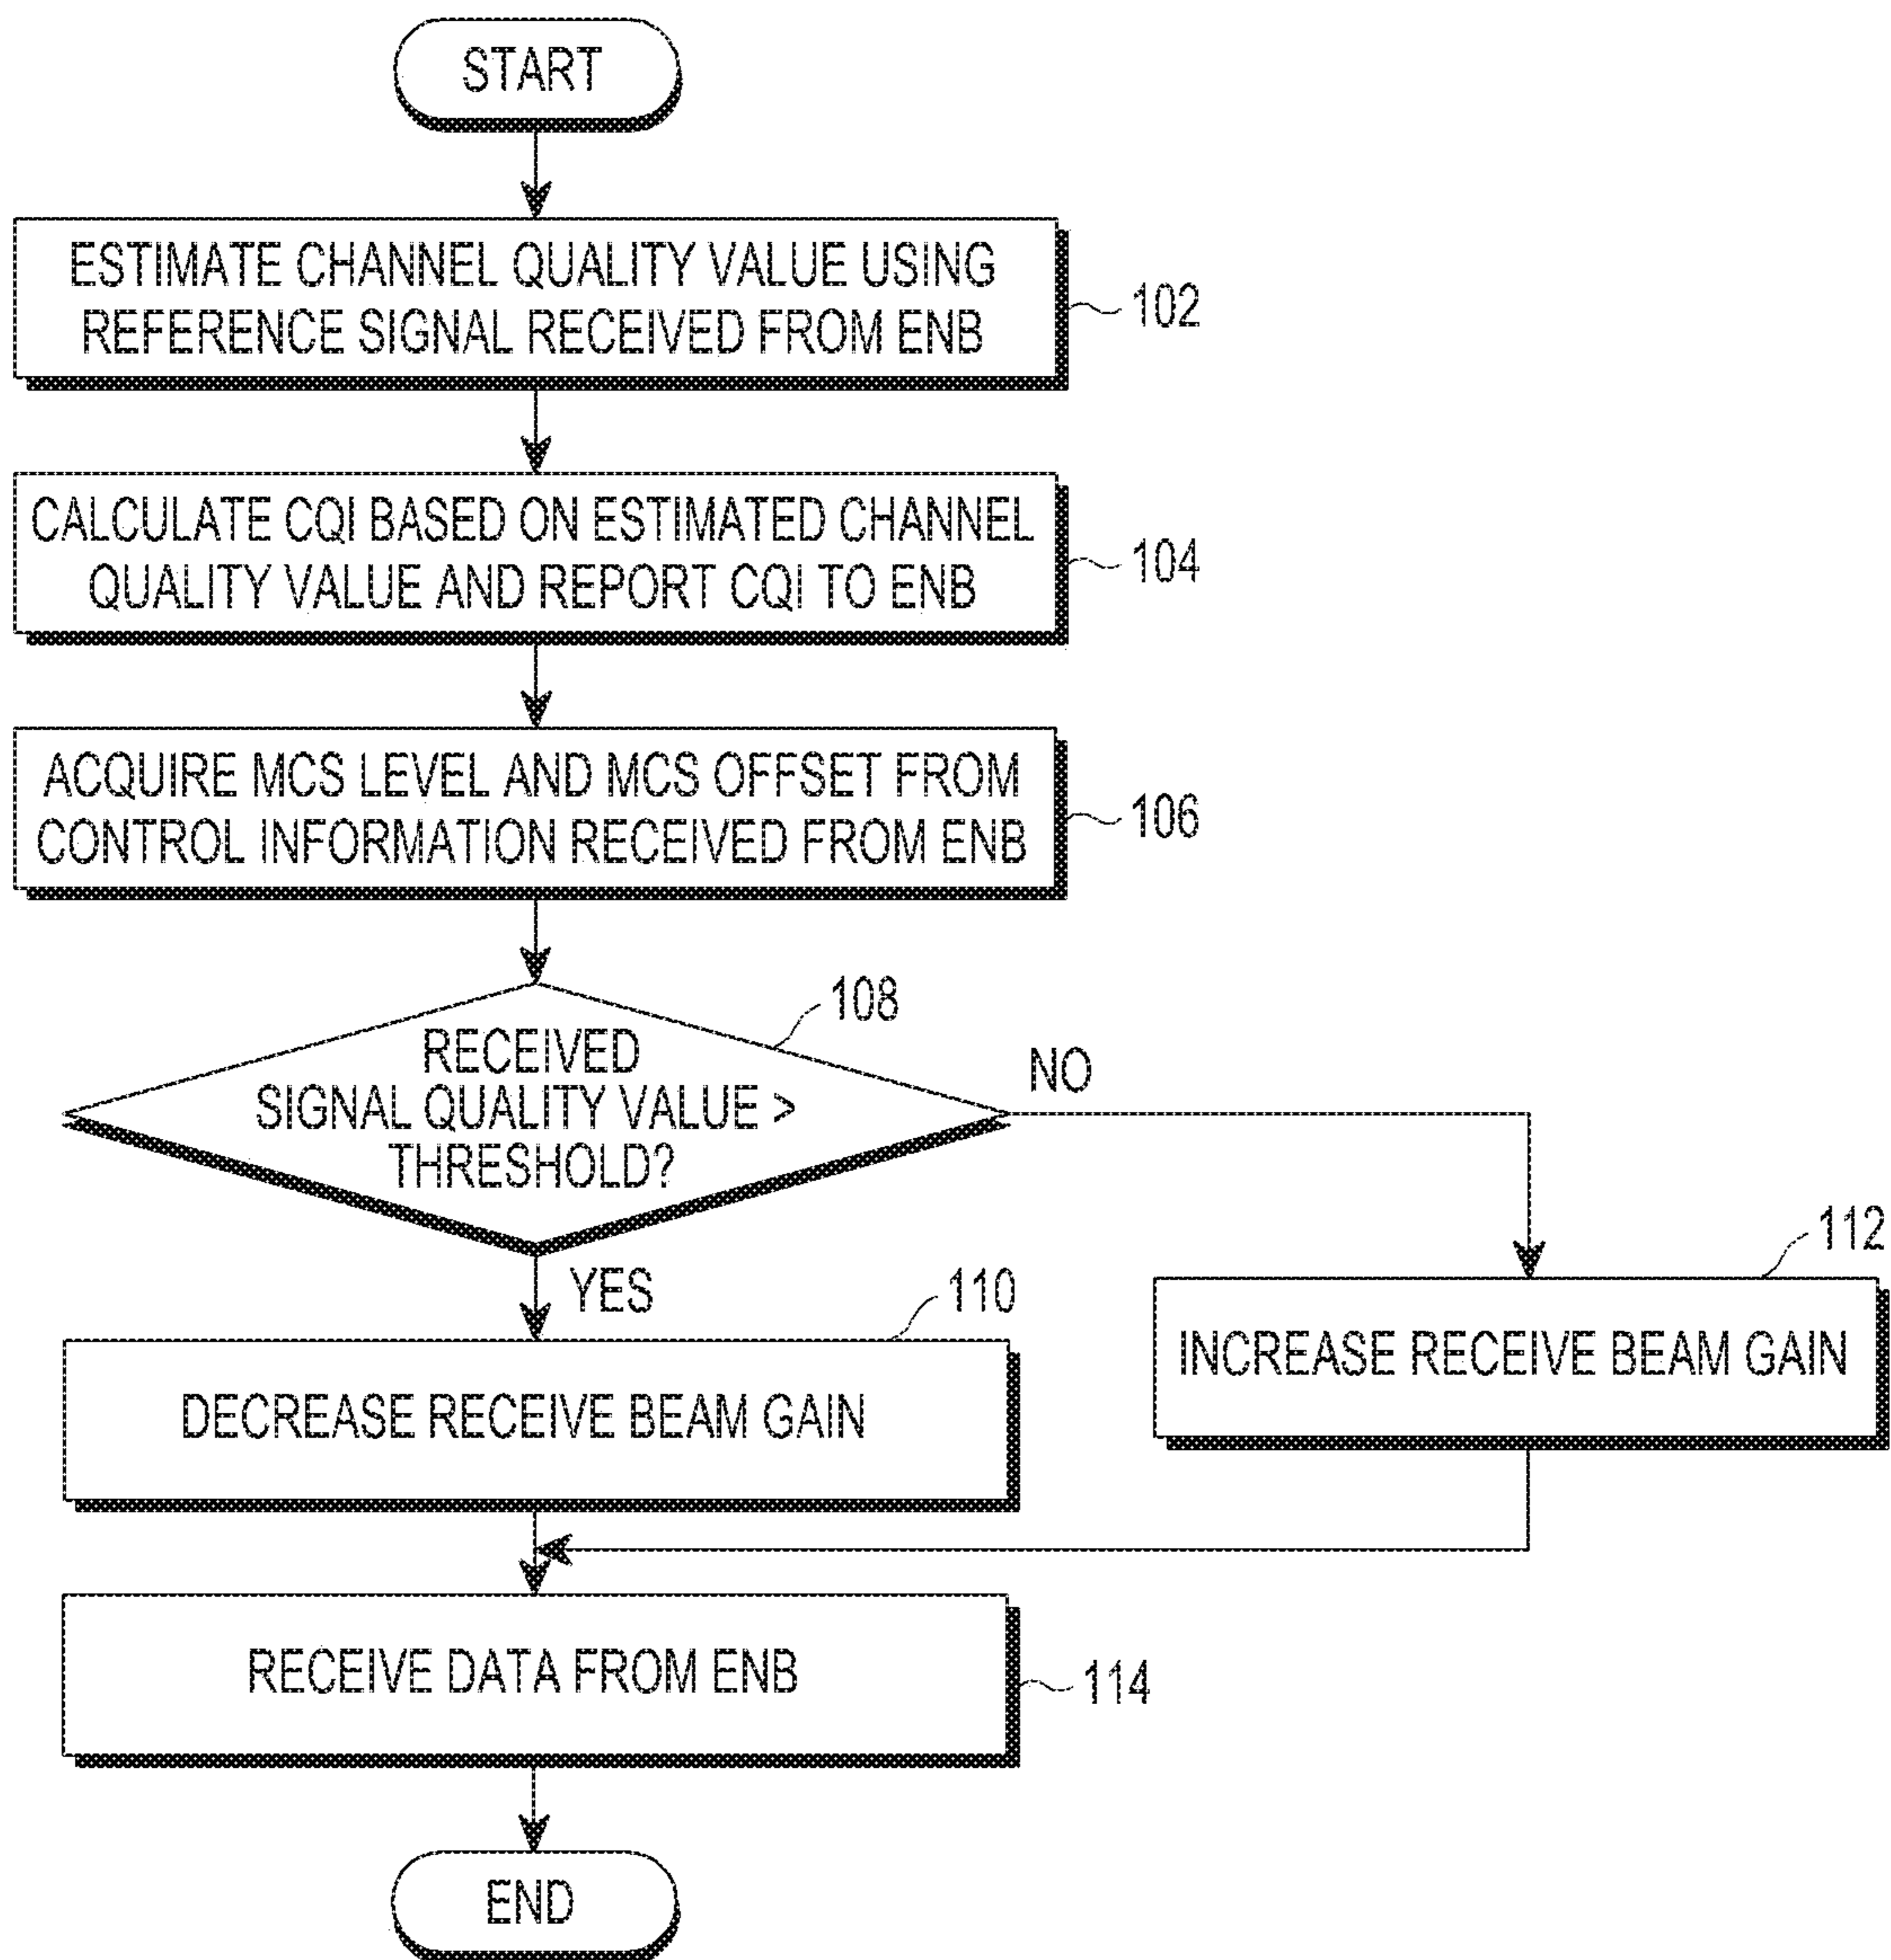 START
ESTIMATE CHANNEL QUALITY VALUE USING
REFERENCE SIGNAL RECEIVED FROM ENB
102
CALCULATE CQI BASED ON ESTIMATED CHANNEL
QUALITY VALUE AND REPORT CQI TO ENB
104
ACQUIRE MCS LEVEL AND MCS OFFSET FROM
CONTROL INFORMATION RECEIVED FROM ENB
106
108
RECEIVED
SIGNAL QUALITY VALUE >
THRESHOLD?
NO
YES
110
DECREASE RECEIVE BEAM GAIN
112
INCREASE RECEIVE BEAM GAIN
RECEIVE DATA FROM ENB
114
END